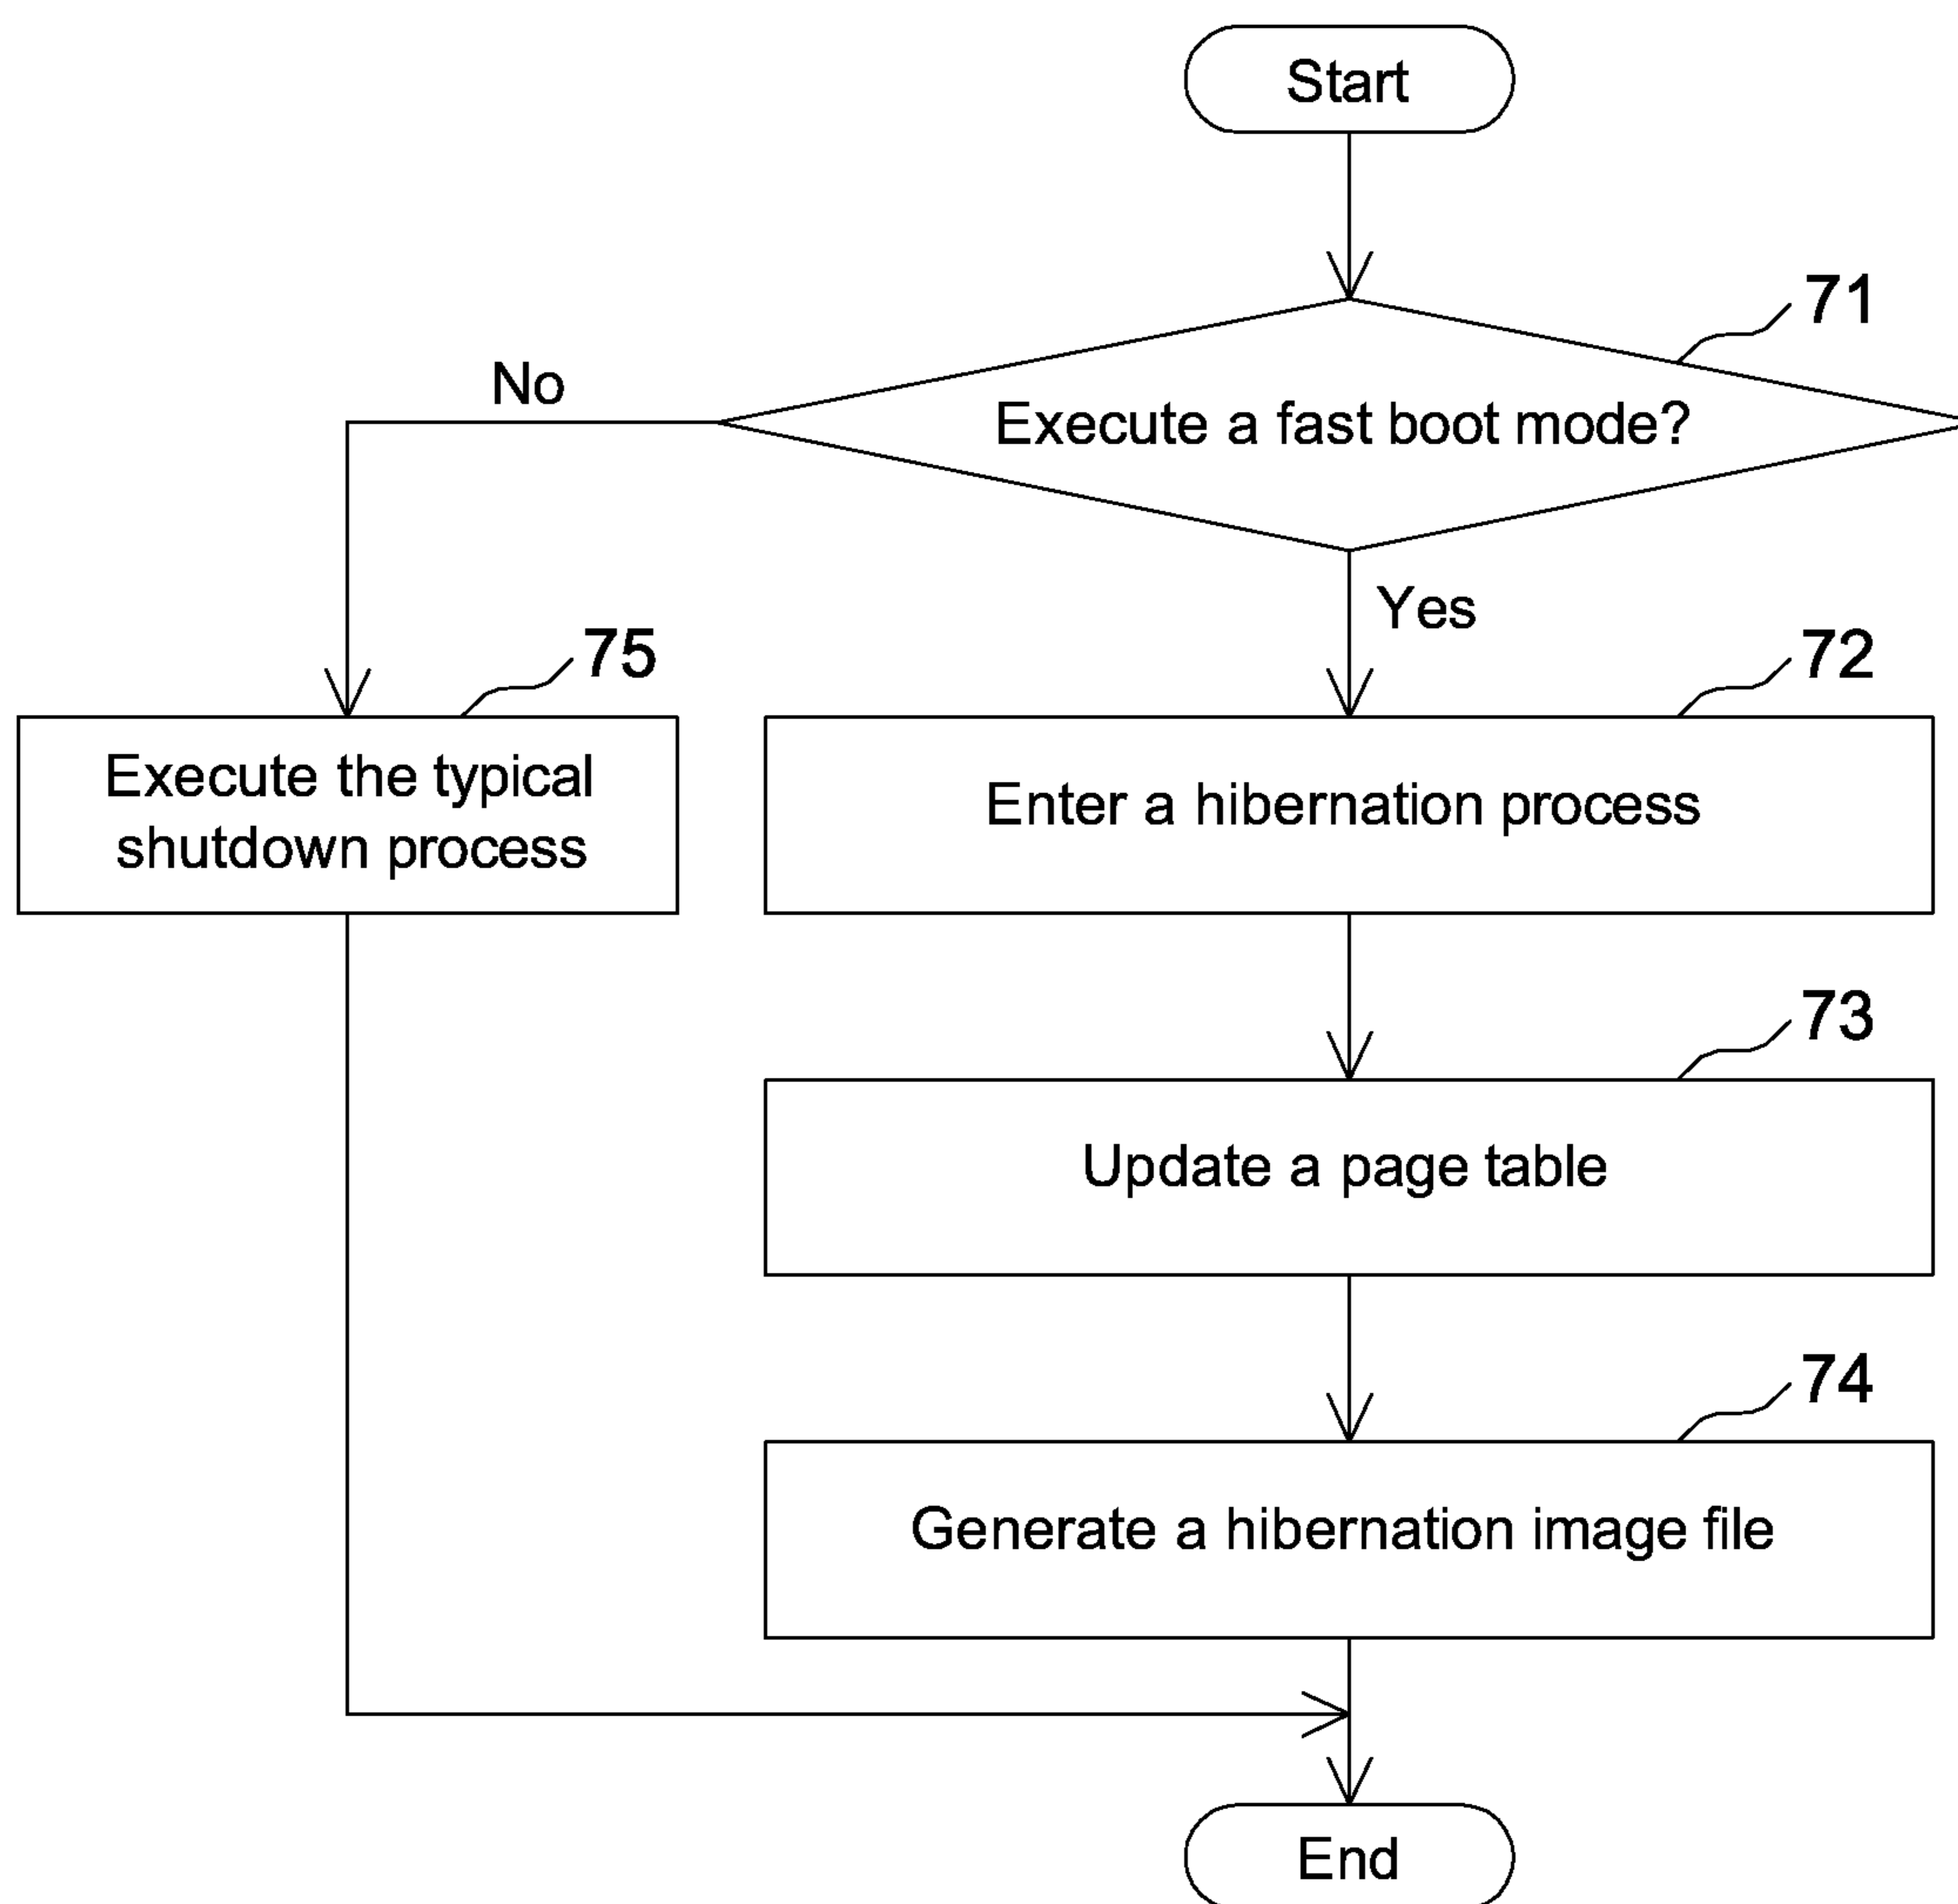 Start
71
Execute a fast boot mode?
No
Yes
75
72
Execute the typical
shutdown process
Enter a hibernation process
73
Update a page table
74
Generate a hibernation image file
End